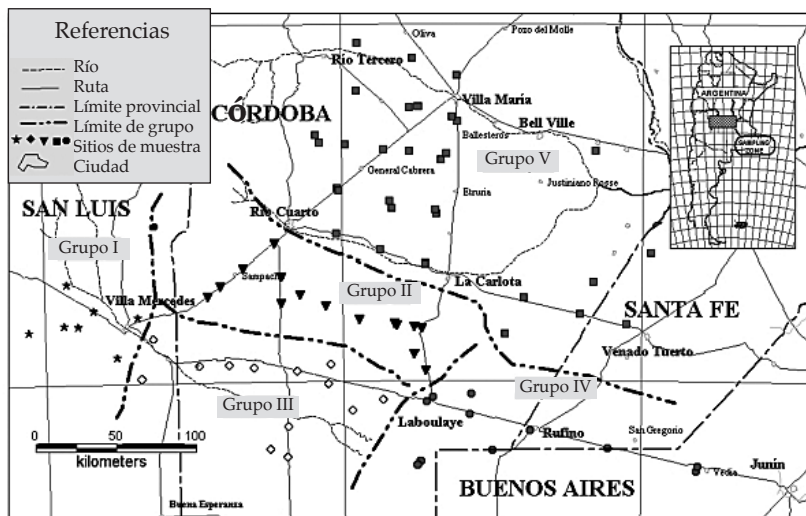 Referencias
Río
Ruta
Límite provincial
Límite de grupo
Sitios de muestra
Ciudad
Oliva
Pozo del Molle
Río Tercero
CÓRDOBA
Villa María
Ballesteros
Bell Ville
Grupo V
General Cabrera
Justiniano Posse
Etruria
ARGENTINA
SAMPLING
ZONE
SAN LUIS
Río Cuarto
Grupo I
Sampacho
La Carlota
Grupo II
Villa Mercedes
SANTA FE
Venado Tuerto
Grupo IV
Grupo III
Laboulaye
Rufino
San Gregorio
0 50 100
kilometers
Vedia
Junín
BUENOS AIRES
Buena Esperanza